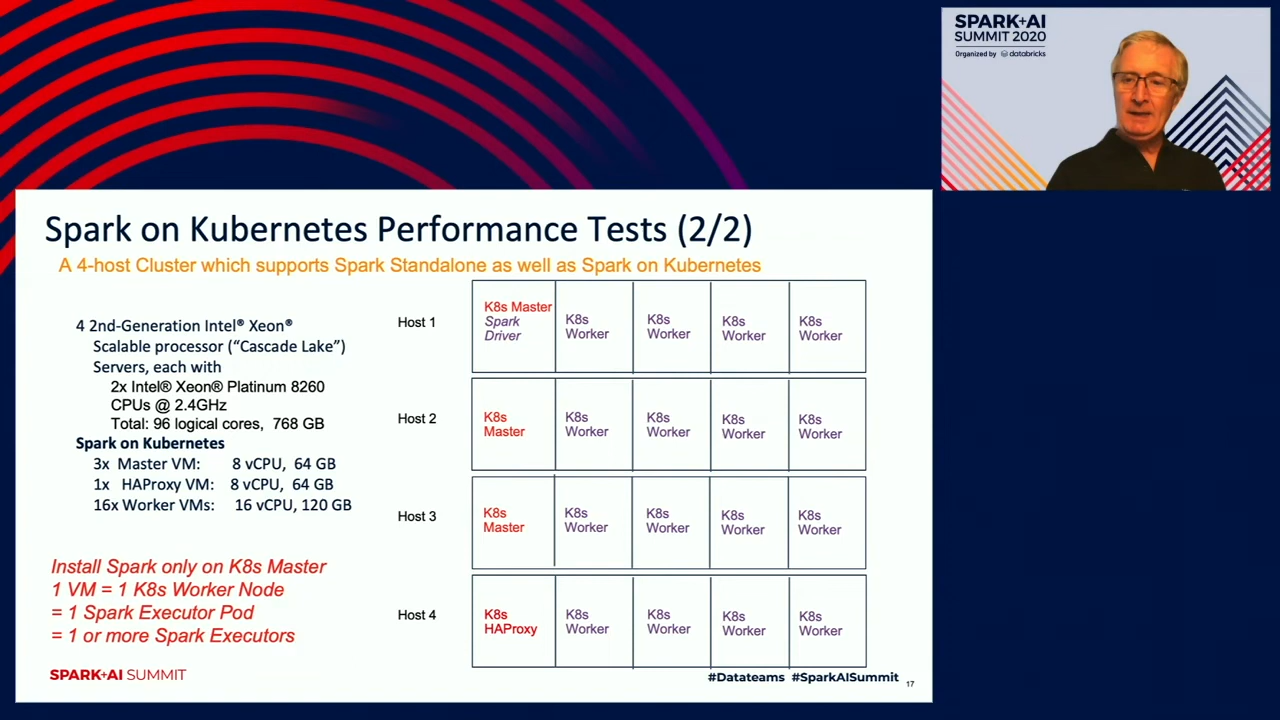 SPARK+AI
SUMMIT 2020
Organized by databricks
Spark on Kubernetes Performance Tests (2/2)
A 4-host Cluster which supports Spark Standalone as well as Spark on Kubernetes
4 2nd-Generation Intel® Xeon®
Scalable processor (“Cascade Lake”)
Servers, each with
2x Intel® Xeon® Platinum 8260
CPUs @ 2.4GHz
Total: 96 logical cores, 768 GB
Spark on Kubernetes
3x Master VM: 8 vCPU, 64 GB
1x HAProxy VM: 8 vCPU, 64 GB
16x Worker VMs: 16 vCPU, 120 GB
Install Spark only on K8s Master
1 VM = 1 K8s Worker Node
= 1 Spark Executor Pod
= 1 or more Spark Executors
Host 1
K8s Master
Spark
Driver
K8s
Worker
K8s
Worker
K8s
Worker
K8s
Worker
Host 2
K8s
Master
K8s
Worker
K8s
Worker
K8s
Worker
K8s
Worker
Host 3
K8s
Master
K8s
Worker
K8s
Worker
K8s
Worker
K8s
Worker
Host 4
K8s
HAProxy
K8s
Worker
K8s
Worker
K8s
Worker
K8s
Worker
SPARK+AI SUMMIT
#Datateams #SparkAISummit
17